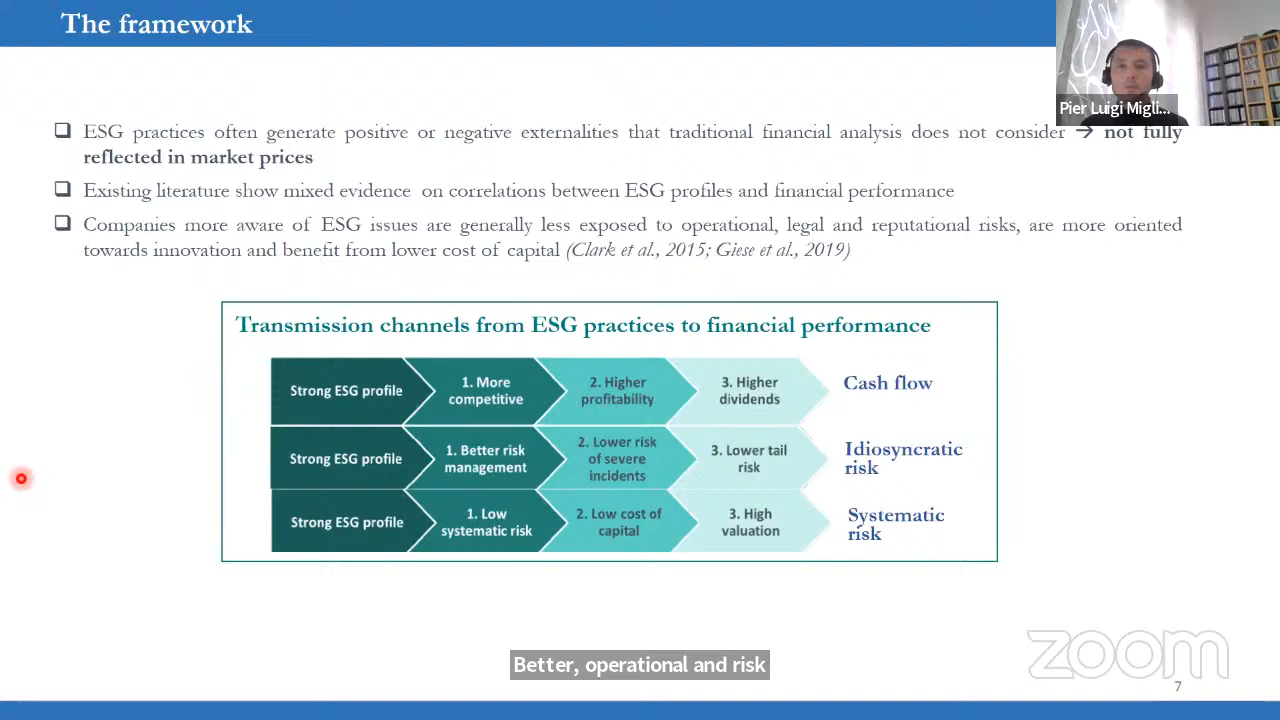 The framework
Pier Luigi Migli...
❑ ESG practices often generate positive or negative externalities that traditional financial analysis does not consider → not fully
reflected in market prices
❑ Existing literature show mixed evidence on correlations between ESG profiles and financial performance
❑ Companies more aware of ESG issues are generally less exposed to operational, legal and reputational risks, are more oriented
towards innovation and benefit from lower cost of capital (Clark et al., 2015; Giese et al., 2019)
Transmission channels from ESG practices to financial performance
Strong ESG profile
1. More
competitive
2. Higher
profitability
3. Higher
dividends
Cash flow
Strong ESG profile
1. Better risk
management
2. Lower risk
of severe
incidents
3. Lower tail
risk
Idiosyncratic
risk
Strong ESG profile
1. Low
systematic risk
2. Low cost of
capital
3. High
valuation
Systematic
risk
zoom
Better, operational and risk
7